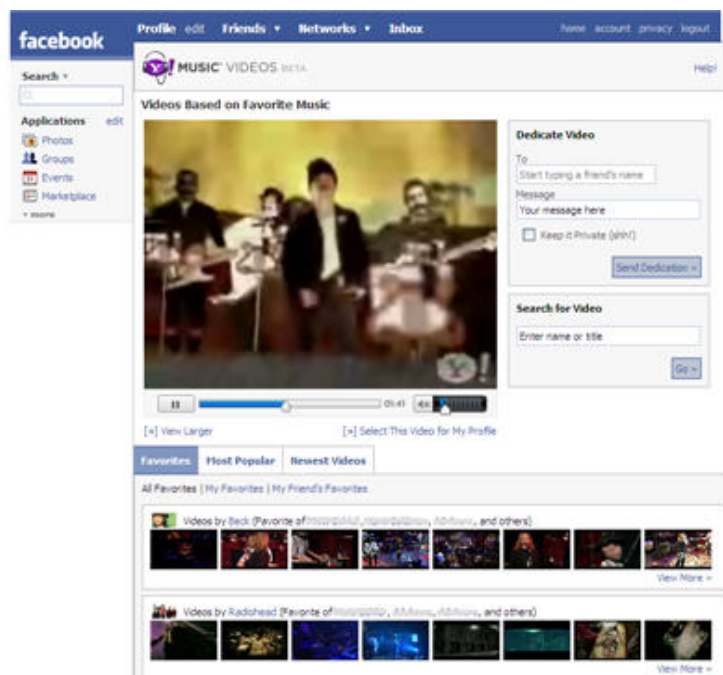 facebook
Profile edit Friends ▾ Networks ▾ Inbox
home account privacy logout
Search ▾
Applications edit
Photos
Groups
Events
Marketplace
▾ more
Y! MUSIC VIDEOS BETA
Help!
Videos Based on Favorite Music
Y!
01:41
[+] View Larger
[+] Select This Video for My Profile
Dedicate Video
To
Start typing a friend's name
Message
Your message here
Keep it Private (shh!)
Send Dedication »
Search for Video
Enter name or title
Go »
Favorites Most Popular Newest Videos
All Favorites | My Favorites | My Friend's Favorites
Videos by Beck (Favorite of , , , and others)
View More »
Videos by Radiohead (Favorite of , , , and others)
View More »